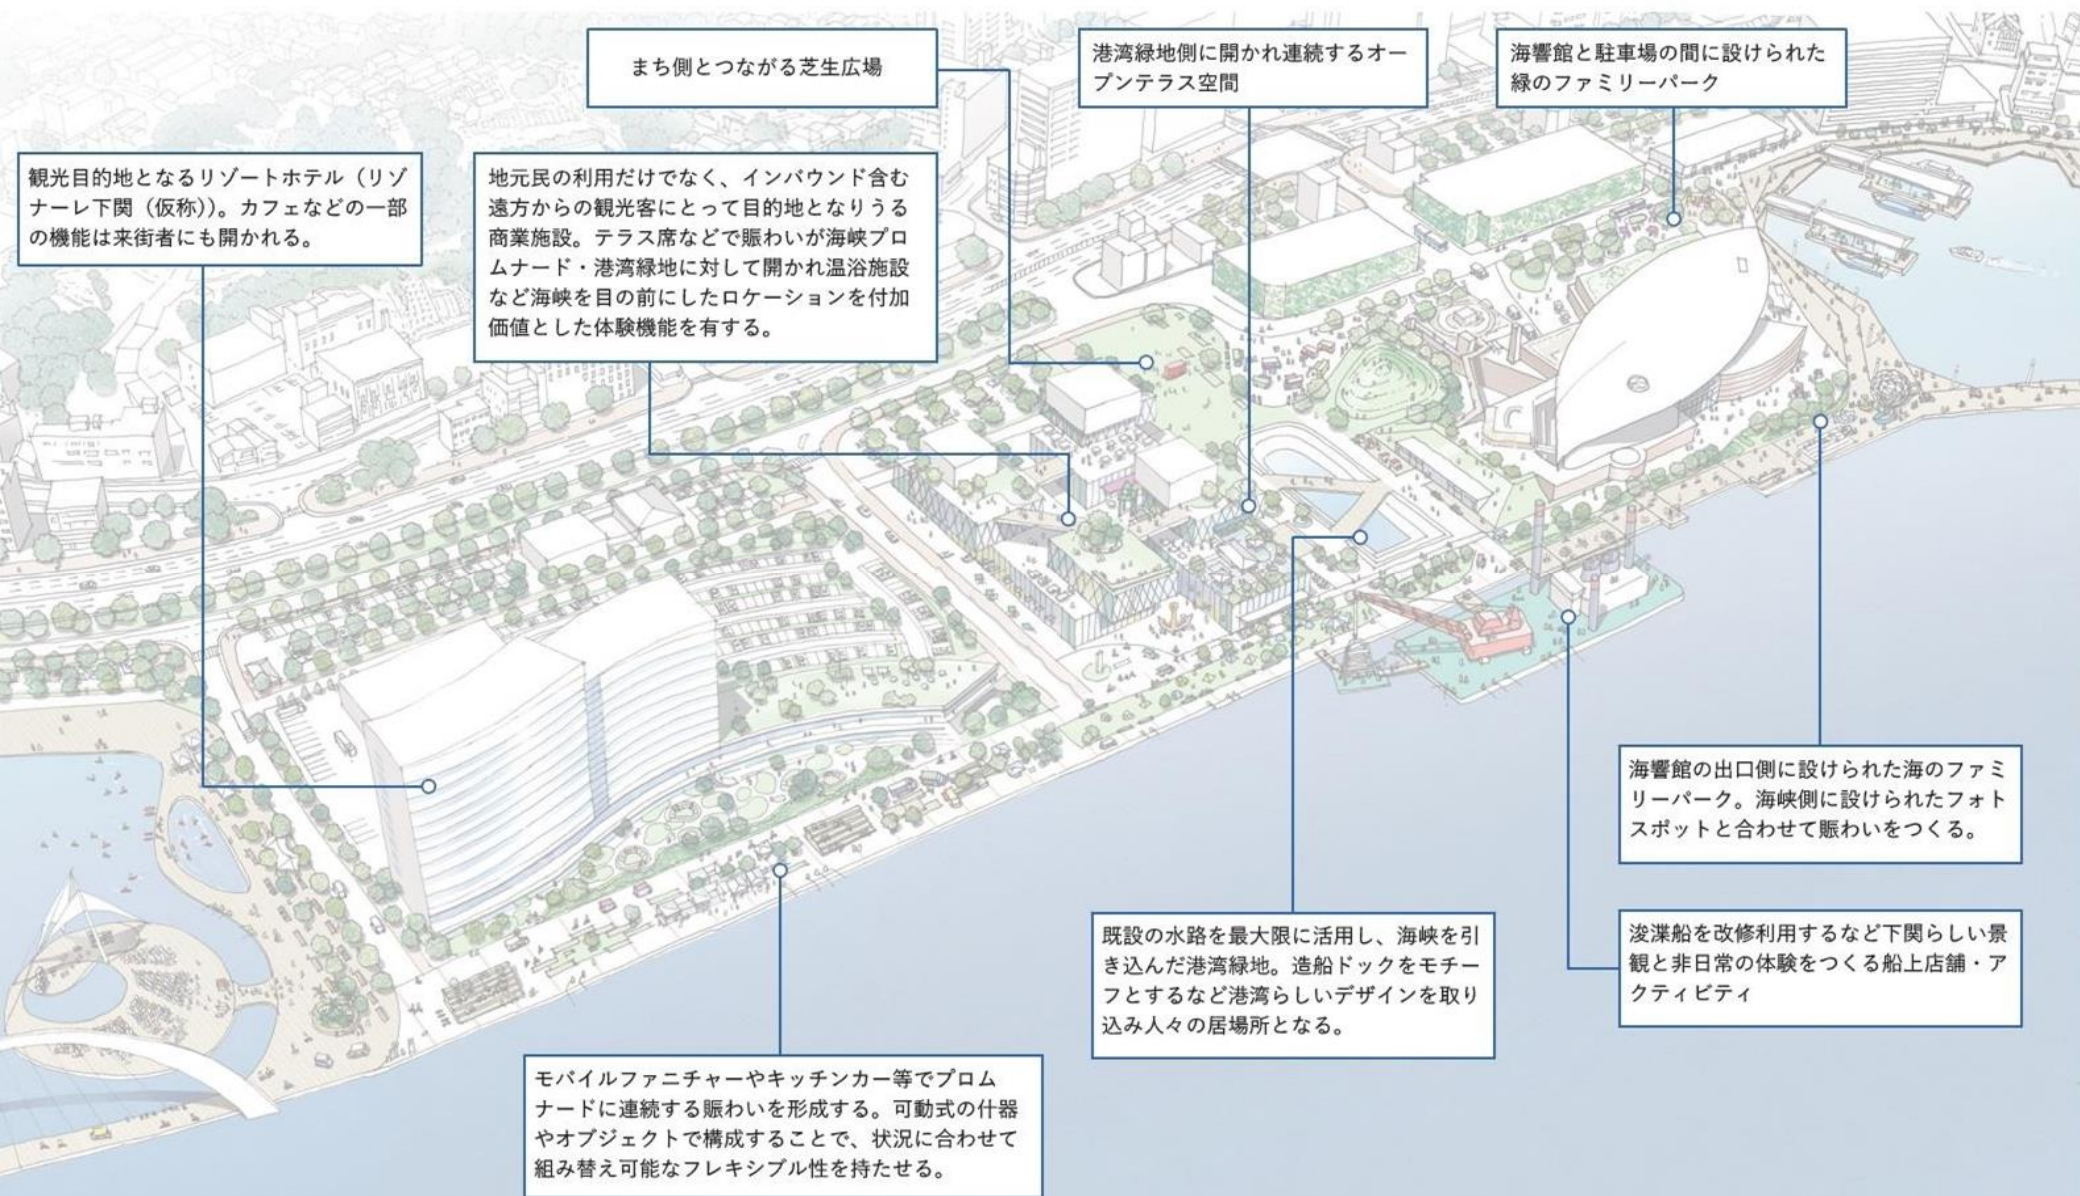 まち側とつながる芝生広場
港湾緑地側に開かれ連続するオー
プンテラス空間
海響館と駐車場の間に設けられた
緑のファミリーパーク
観光目的地となるリゾートホテル（リゾ
ナーレ下関（仮称））。カフェなどの一部
の機能は来街者にも開かれる。
地元民の利用だけでなく、インバウンド含む
遠方からの観光客にとって目的地となりうる
商業施設。テラス席などで賑わいが海峡プロ
ムナード・港湾緑地に対して開かれ温浴施設
など海峡を目の前にしたロケーションを付加
価値とした体験機能を有する。
海響館の出口側に設けられた海のファミ
リーパーク。海峡側に設けられたフォト
スポットと合わせて賑わいをつくる。
既設の水路を最大限に活用し、海峡を引
き込んだ港湾緑地。造船ドックをモチー
フとするなど港湾らしいデザインを取り
込み人々の居場所となる。
浚渫船を改修利用するなど下関らしい景
観と非日常の体験をつくる船上店舗・ア
クティビティ
モバイルファニチャーやキッチンカー等でプロム
ナードに連続する賑わいを形成する。可動式の什器
やオブジェクトで構成することで、状況に合わせて
組み替え可能なフレキシブル性を持たせる。